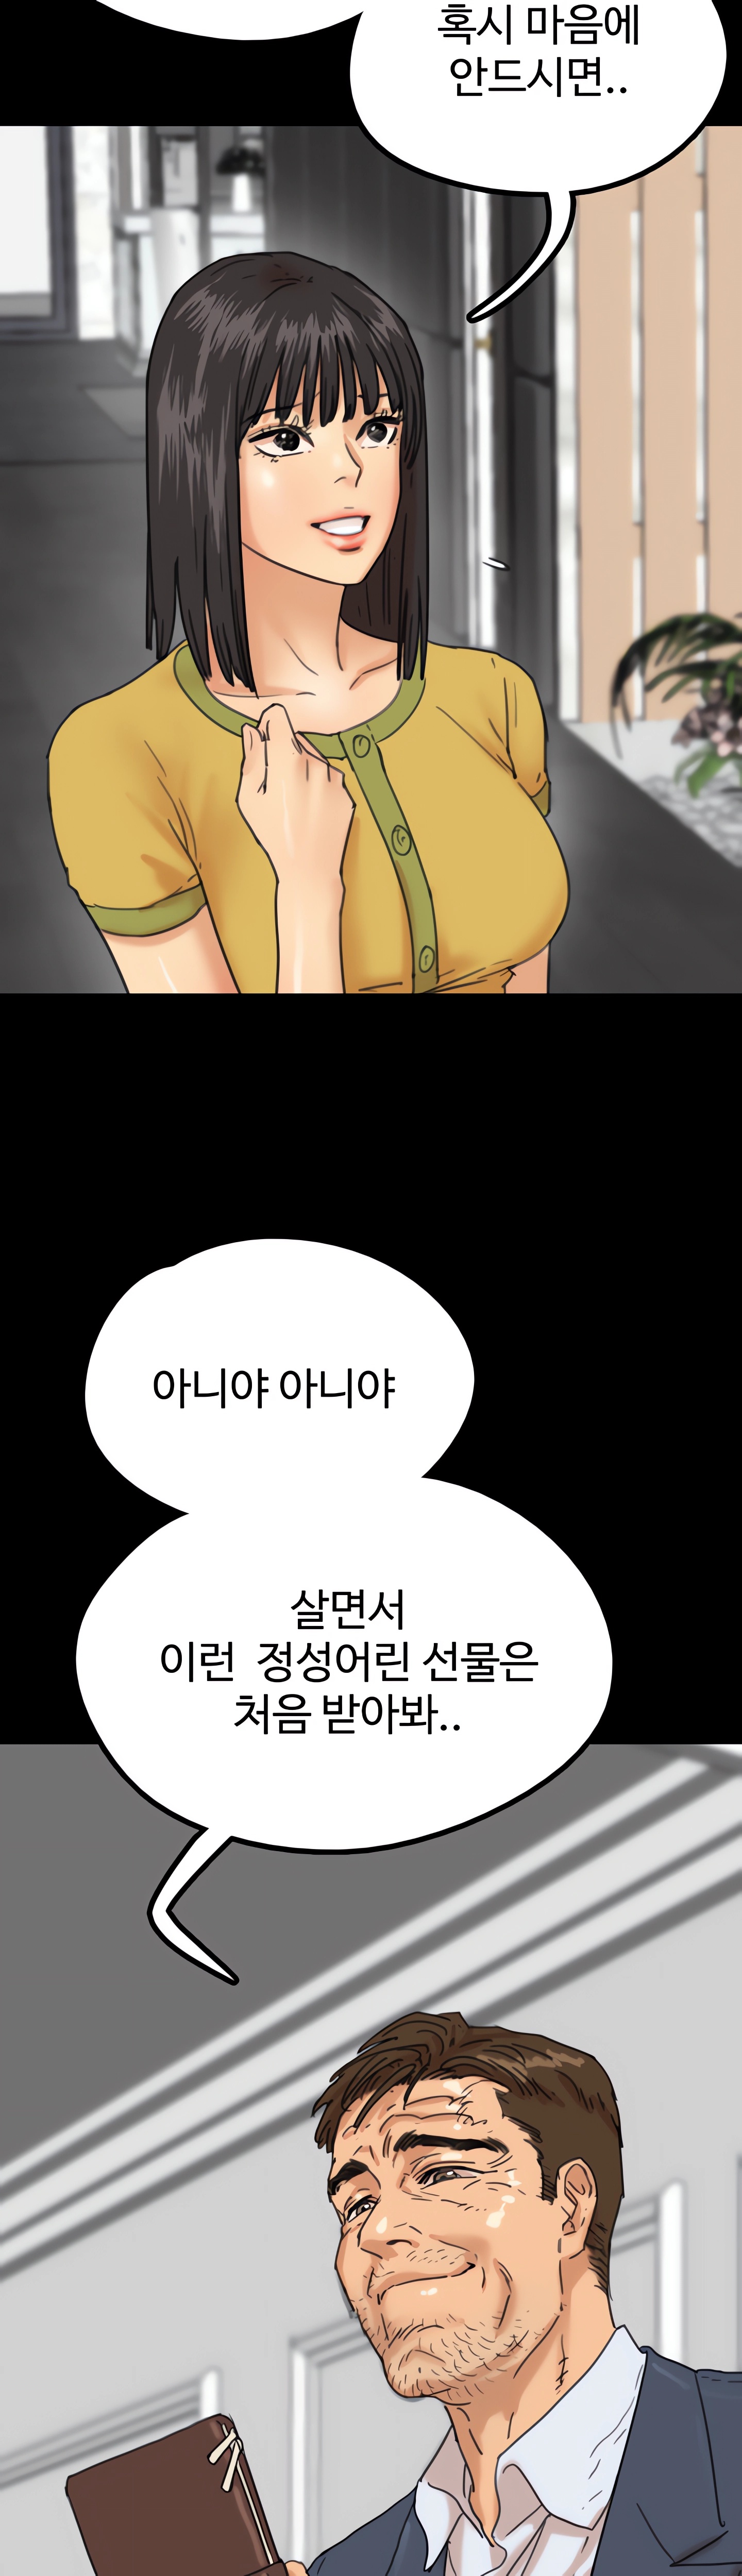 혹시 마음에
안드시면..
아니야 아니야
살면서
이런 정성어린 선물은
처음 받아봐..